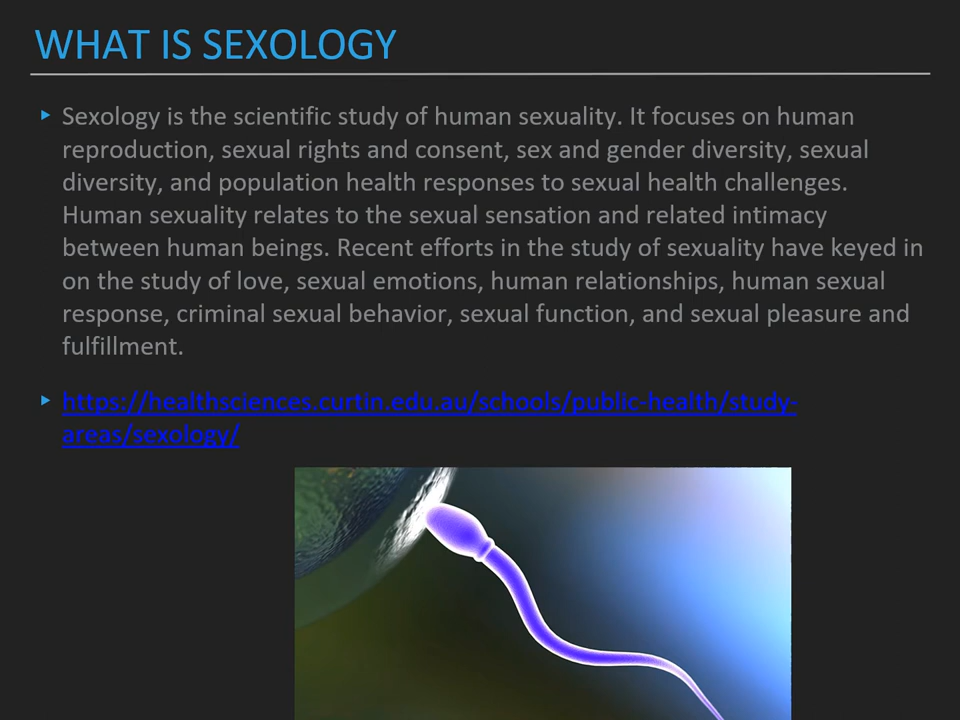 WHAT IS SEXOLOGY
Sexology is the scientific study of human sexuality. It focuses on human
reproduction, sexual rights and consent, sex and gender diversity, sexual
diversity, and population health responses to sexual health challenges.
Human sexuality relates to the sexual sensation and related intimacy
between human beings. Recent efforts in the study of sexuality have keyed in
on the study of love, sexual emotions, human relationships, human sexual
response, criminal sexual behavior, sexual function, and sexual pleasure and
fulfillment.
https://healthsciences.curtin.edu.au/schools/public-health/study-
areas/sexology/